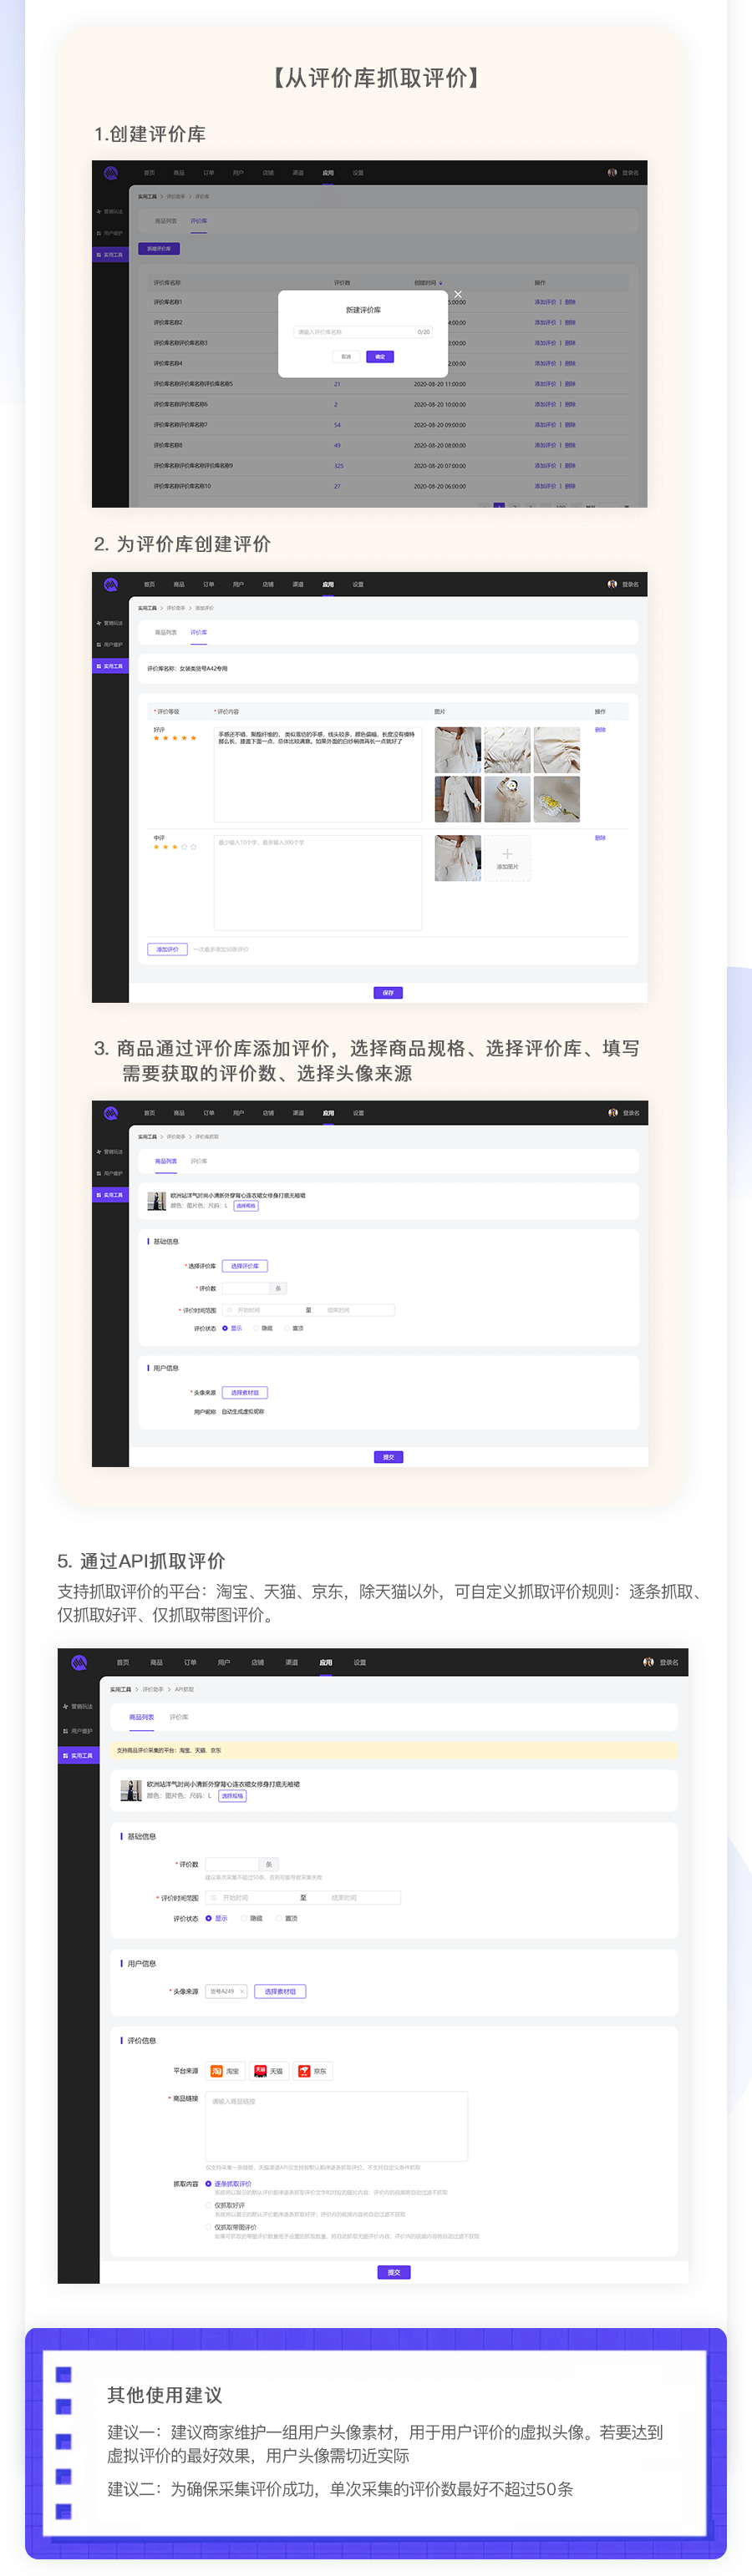 【从评价库抓取评价】
1.创建评价库
首页 商品 订单 用户 店铺 渠道 应用 设置 登录名
实用工具 > 评价助手 > 评价库
营销玩法
用户维护
实用工具
商品列表 评价库
新建评价库
评价库名称 评价数 创建时间 操作
评价库名称1 添加评价 | 删除
评价库名称2 添加评价 | 删除
评价库名称评价库名称3 添加评价 | 删除
评价库名称4 添加评价 | 删除
评价库名称评价库名称评价库名称5 21 2020-08-20 11:00:00 添加评价 | 删除
评价库名称评价库名称6 2 2020-08-20 10:00:00 添加评价 | 删除
评价库名称评价库名称7 54 2020-08-20 09:00:00 添加评价 | 删除
评价库名称8 49 2020-08-20 08:00:00 添加评价 | 删除
评价库名称评价库名称评价库名称9 325 2020-08-20 07:00:00 添加评价 | 删除
评价库名称评价库名称10 27 2020-08-20 06:00:00 添加评价 | 删除
新建评价库
请输入评价库名称 0/20
取消 确定
2. 为评价库创建评价
首页 商品 订单 用户 店铺 渠道 应用 设置 登录名
实用工具 > 评价助手 > 添加评价
营销玩法
用户维护
实用工具
商品列表 评价库
评价库名称：女装类货号A42专用
* 评价等级 * 评价内容 图片 操作
好评 删除
手感还不错，聚酯纤维的，类似雪纺的手感，线头较多，颜色偏暗，长度没有模特
那么长，膝盖下面一点，总体比较满意。如果外面的白纱稍微再长一点就好了
中评 删除
最少输入10个字，最多输入300个字
添加图片
添加评价 一次最多添加50条评价
保存
3. 商品通过评价库添加评价，选择商品规格、选择评价库、填写
需要获取的评价数、选择头像来源
首页 商品 订单 用户 店铺 渠道 应用 设置 登录名
实用工具 > 评价助手 > 评价库抓取
营销玩法
用户维护
实用工具
商品列表 评价库
欧洲站洋气时尚小清新外穿背心连衣裙女修身打底无袖裙
颜色：图片色；尺码：L 选择规格
基础信息
* 选择评价库 选择评价库
* 评价数 条
* 评价时间范围 开始时间 至 结束时间
评价状态 显示 隐藏 置顶
用户信息
* 头像来源 选择素材组
用户昵称 自动生成虚拟昵称
提交
5. 通过API抓取评价
支持抓取评价的平台：淘宝、天猫、京东，除天猫以外，可自定义抓取评价规则：逐条抓取、
仅抓取好评、仅抓取带图评价。
首页 商品 订单 用户 店铺 渠道 应用 设置 登录名
实用工具 > 评价助手 > API抓取
营销玩法
用户维护
实用工具
商品列表 评价库
支持商品评价采集的平台：淘宝、天猫、京东
欧洲站洋气时尚小清新外穿背心连衣裙女修身打底无袖裙
颜色：图片色；尺码：L 选择规格
基础信息
* 评价数 条
* 评价时间范围 开始时间 至 结束时间
评价状态 显示 隐藏 置顶
用户信息
* 头像来源 货号A249 × 选择素材组
评价信息
平台来源 淘宝 天猫 京东
* 商品链接 请输入商品链接
抓取内容 逐条抓取评价
仅抓取好评
仅抓取带图评价
提交
其他使用建议
建议一：建议商家维护一组用户头像素材，用于用户评价的虚拟头像。若要达到
虚拟评价的最好效果，用户头像需切近实际
建议二：为确保采集评价成功，单次采集的评价数最好不超过50条